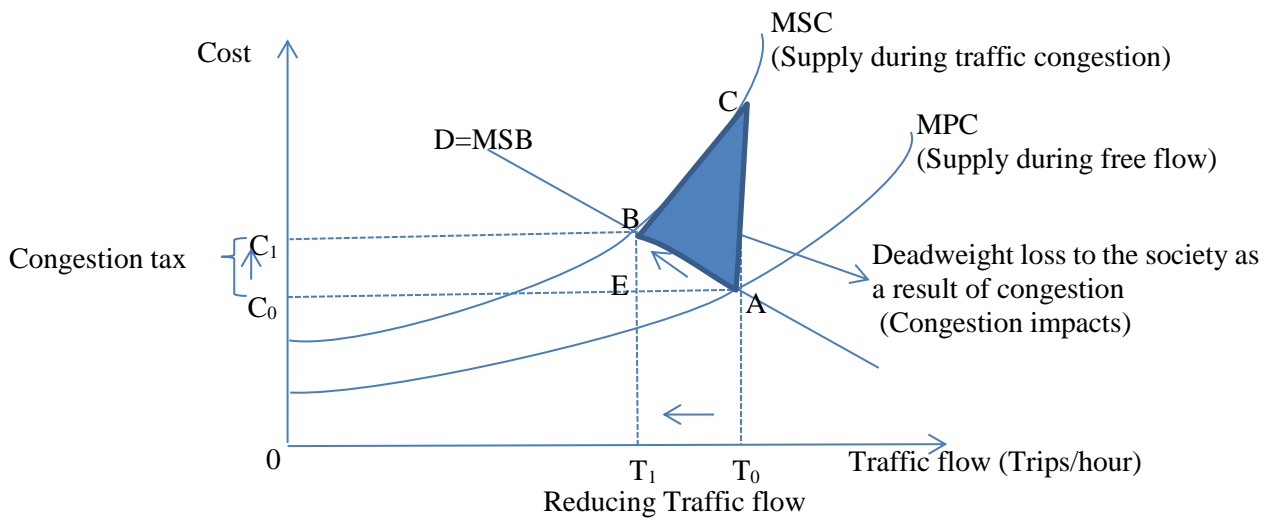 MSC
(Supply during traffic congestion)
Cost
C
MPC
(Supply during free flow)
D=MSB
B
C₁
Congestion tax
C₀
E
A
Deadweight loss to the society as
a result of congestion
(Congestion impacts)
0
T₁
T₀
Traffic flow (Trips/hour)
Reducing Traffic flow